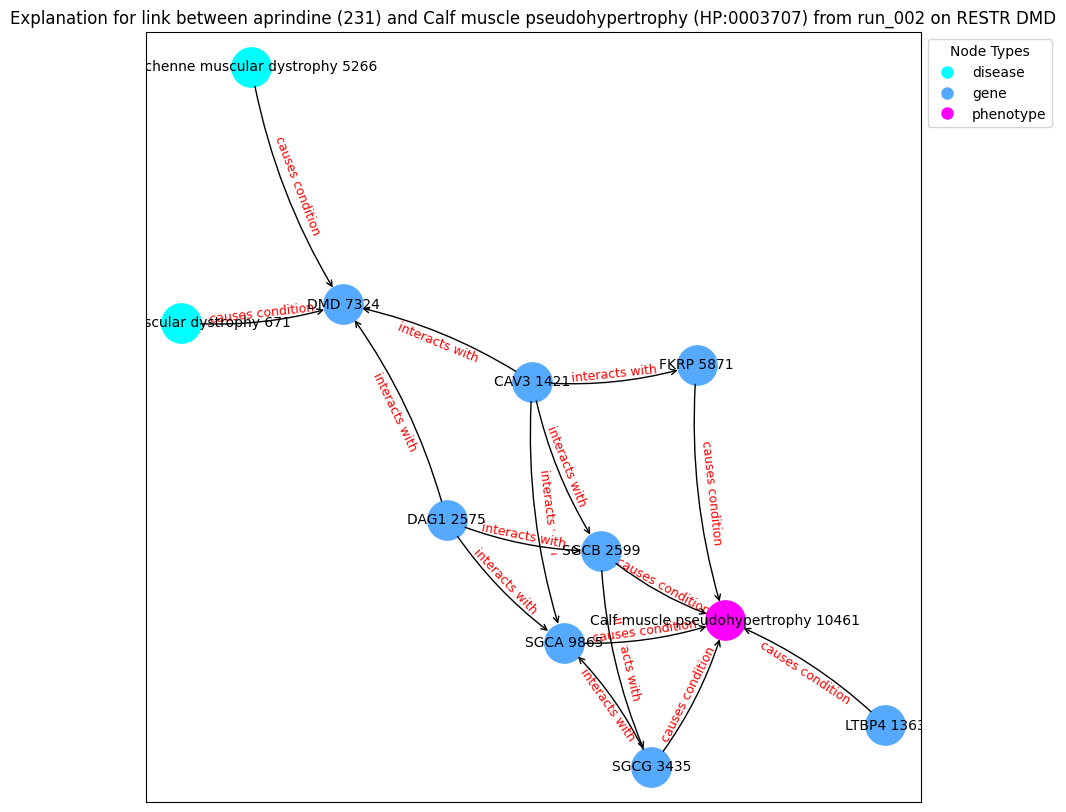 Explanation for link between aprindine (231) and Calf muscle pseudohypertrophy (HP:0003707) from run_002 on RESTR DMD
Node Types
disease
gene
phenotype
chenne muscular dystrophy 5266
causes condition
DMD 7324
causes condition
scular dystrophy 671
interacts with
FKRP 5871
interacts with
CAV3 1421
interacts with
interacts with
causes condition
interacts
DAG1 2575
interacts with
SGCB 2599
interacts with
causes condition
Calf muscle pseudohypertrophy 10461
causes condition
SGCA 9865
acts with
interacts with
causes condition
causes condition
LTBP4 1363
SGCG 3435